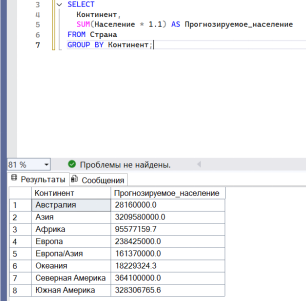 3 SELECT
4 Континент,
5 SUM(Население * 1.1) AS Прогнозируемое_население
6 FROM Страна
7 GROUP BY Континент;
81 % Проблемы не найдены.
Результаты Сообщения
Континент Прогнозируемое_население
1 Австралия 28160000.0
2 Азия 3209580000.0
3 Африка 95577159.7
4 Европа 238425000.0
5 Европа/Азия 161370000.0
6 Океания 18229324.3
7 Северная Америка 364100000.0
8 Южная Америка 328306765.6